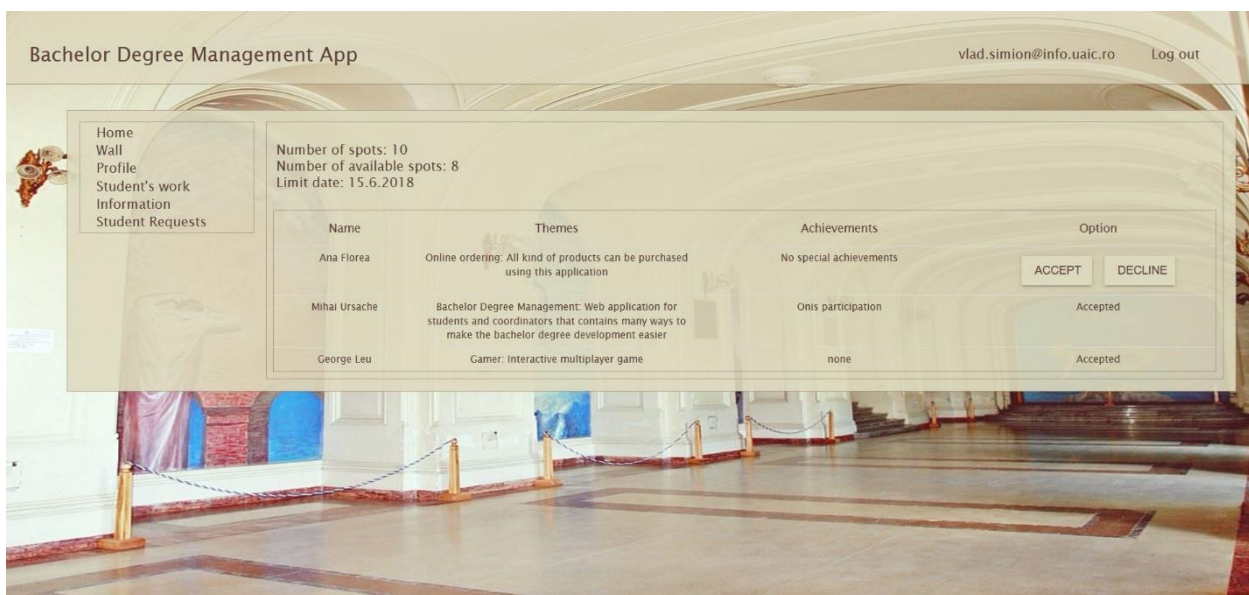 Bachelor Degree Management App
vlad.simion@info.uaic.ro
Log out
Home
Wall
Profile
Student's work
Information
Student Requests
Number of spots: 10
Number of available spots: 8
Limit date: 15.6.2018
Name Themes Achievements Option
Ana Florea
Online ordering: All kind of products can be purchased
using this application
No special achievements
ACCEPT DECLINE
Mihai Ursache
Bachelor Degree Management: Web application for
students and coordinators that contains many ways to
make the bachelor degree development easier
Onis participation
Accepted
George Leu
Gamer: Interactive multiplayer game
none
Accepted